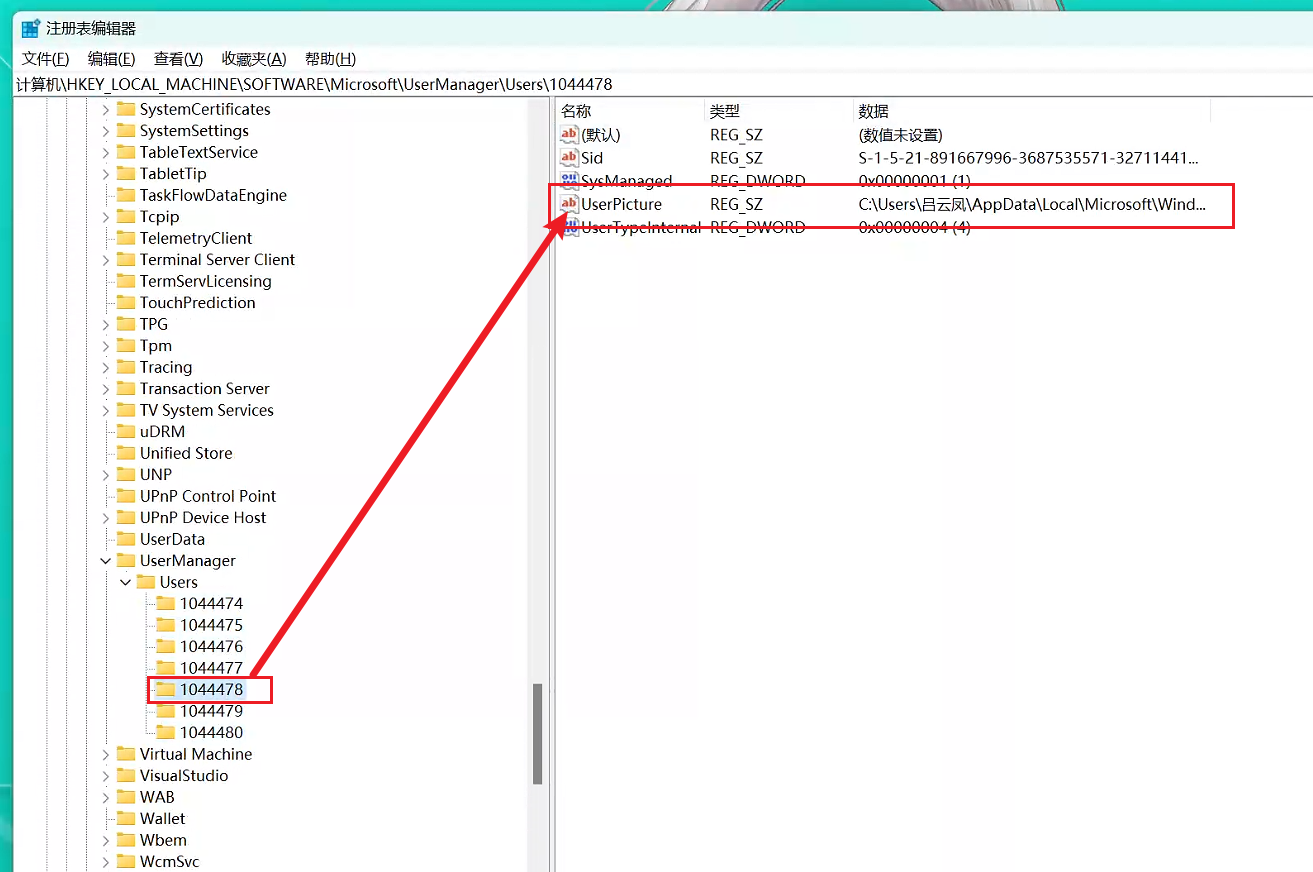 注册表编辑器
文件(F) 编辑(E) 查看(V) 收藏夹(A) 帮助(H)
计算机\HKEY_LOCAL_MACHINE\SOFTWARE\Microsoft\UserManager\Users\1044478
SystemCertificates
SystemSettings
TableTextService
TabletTip
TaskFlowDataEngine
Tcpip
TelemetryClient
Terminal Server Client
TermServLicensing
TouchPrediction
TPG
Tpm
Tracing
Transaction Server
TV System Services
uDRM
Unified Store
UNP
UPnP Control Point
UPnP Device Host
UserData
UserManager
Users
1044474
1044475
1044476
1044477
1044478
1044479
1044480
Virtual Machine
VisualStudio
WAB
Wallet
Wbem
WcmSvc
名称 类型 数据
(默认) REG_SZ (数值未设置)
Sid REG_SZ S-1-5-21-891667996-3687535571-32711441...
SysManaged REG_DWORD 0x00000001 (1)
UserPicture REG_SZ C:\Users\吕云凤\AppData\Local\Microsoft\Wind...
UserTypeInternal REG_DWORD 0x00000004 (4)